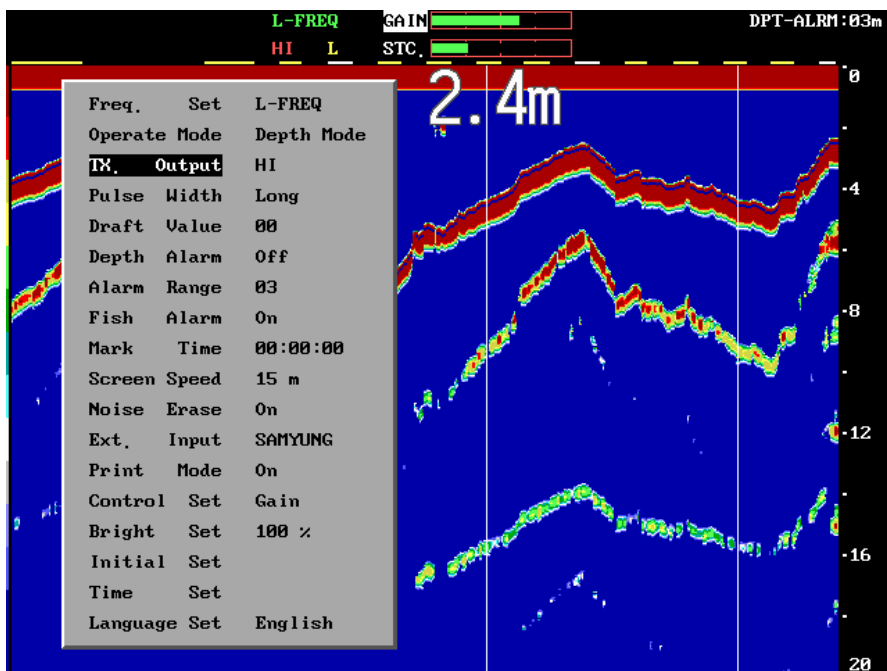 L-FREQ GAIN DPT-ALRM:03m
HI L STC.
2.4m
Freq. Set L-FREQ
Operate Mode Depth Mode
TX. Output HI
Pulse Width Long
Draft Value 00
Depth Alarm Off
Alarm Range 03
Fish Alarm On
Mark Time 00:00:00
Screen Speed 15 m
Noise Erase On
Ext. Input SAMYUNG
Print Mode On
Control Set Gain
Bright Set 100 %
Initial Set
Time Set
Language Set English
0
4
8
12
16
20